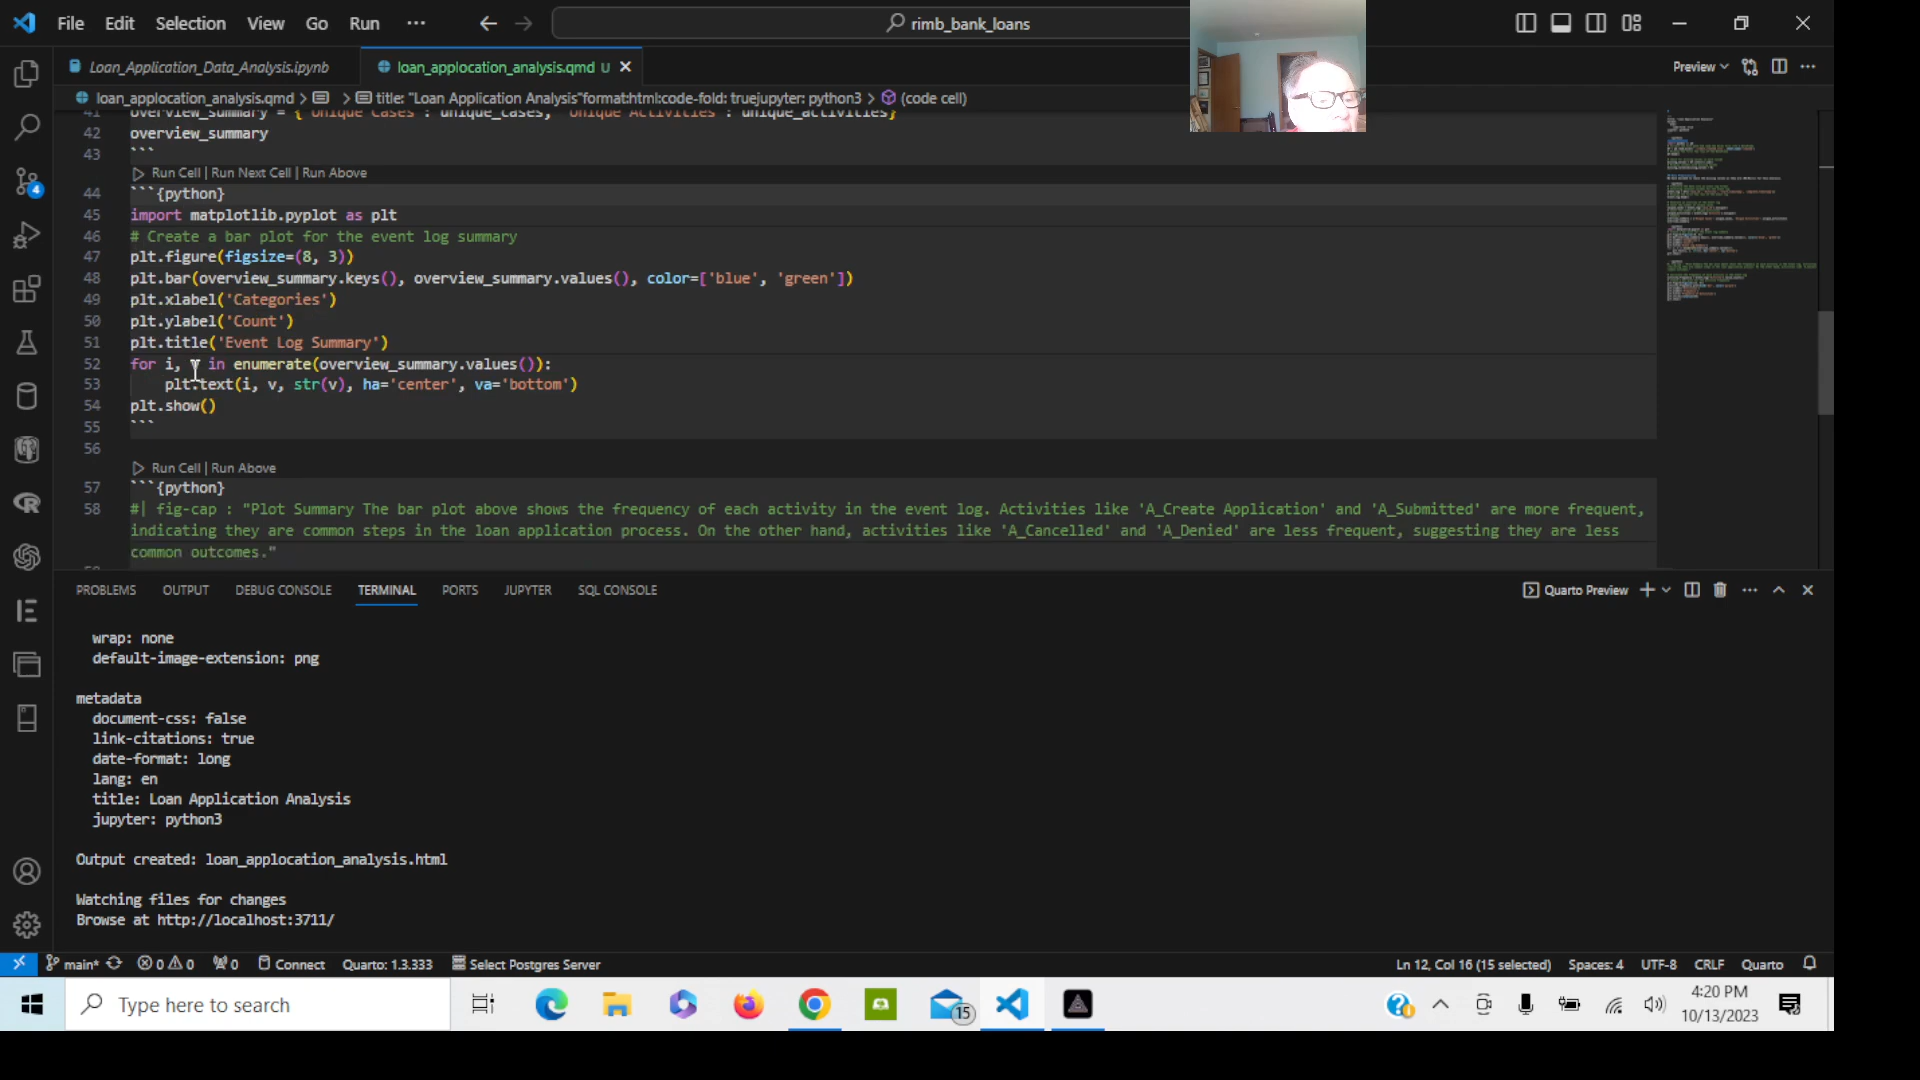 File Edit Selection View Go Run ··· rimb_bank_loans
Loan_Application_Data_Analysis.ipynb loan_applocation_analysis.qmd U Preview
loan_applocation_analysis.qmd > > title: "Loan Application Analysis"format:html:code-fold: truejupyter: python3 > (code cell)
41 overview_summary = {'Unique Cases': unique_cases, 'Unique Activities': unique_activities}
42 overview_summary
43 ```
Run Cell | Run Next Cell | Run Above
44 ```{python}
45 import matplotlib.pyplot as plt
46 # Create a bar plot for the event log summary
47 plt.figure(figsize=(8, 3))
48 plt.bar(overview_summary.keys(), overview_summary.values(), color=['blue', 'green'])
49 plt.xlabel('Categories')
50 plt.ylabel('Count')
51 plt.title('Event Log Summary')
52 for i, v in enumerate(overview_summary.values()):
53 plt.text(i, v, str(v), ha='center', va='bottom')
54 plt.show()
55 ```
56
Run Cell | Run Above
57 ```{python}
58 #| fig-cap : "Plot Summary The bar plot above shows the frequency of each activity in the event log. Activities like 'A_Create Application' and 'A_Submitted' are more frequent,
indicating they are common steps in the loan application process. On the other hand, activities like 'A_Cancelled' and 'A_Denied' are less frequent, suggesting they are less
common outcomes."
PROBLEMS OUTPUT DEBUG CONSOLE TERMINAL PORTS JUPYTER SQL CONSOLE Quarto Preview
wrap: none
default-image-extension: png
metadata
document-css: false
link-citations: true
date-format: long
lang: en
title: Loan Application Analysis
jupyter: python3
Output created: loan_applocation_analysis.html
Watching files for changes
Browse at http://localhost:3711/
main* 0 0 0 Connect Quarto: 1.3.333 Select Postgres Server Ln 12, Col 16 (15 selected) Spaces: 4 UTF-8 CRLF Quarto
4
Type here to search 15 4:20 PM
10/13/2023